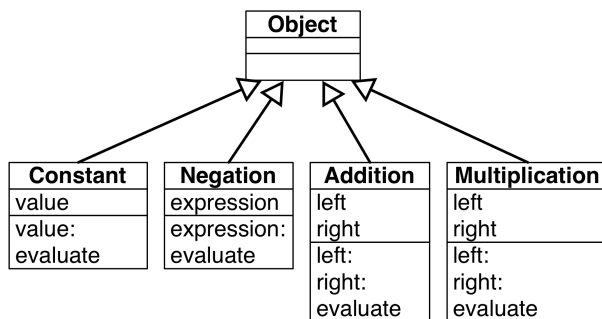 Object
Constant
value
value:
evaluate
Negation
expression
expression:
evaluate
Addition
left
right
left:
right:
evaluate
Multiplication
left
right
left:
right:
evaluate